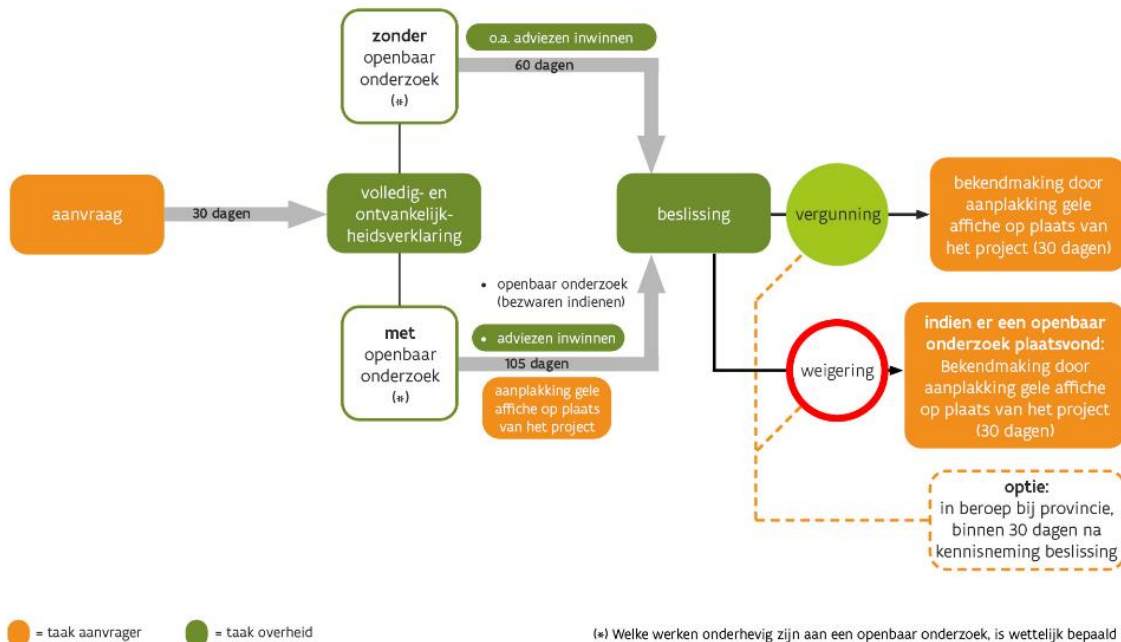 zonder
openbaar
onderzoek
(*)
o.a. adviezen inwinnen
60 dagen
aanvraag
30 dagen
volledig- en
ontvankelijk-
heidsverklaring
beslissing
vergunning
bekendmaking door
aanplakking gele
affiche op plaats van
het project (30 dagen)
met
openbaar
onderzoek
(*)
• openbaar onderzoek
(bezwaren indienen)
• adviezen inwinnen
105 dagen
aanplakking gele
affiche op plaats
van het project
weigering
indien er een openbaar
onderzoek plaatsvond:
Bekendmaking door
aanplakking gele affiche
op plaats van het project
(30 dagen)
optie:
in beroep bij provincie,
binnen 30 dagen na
kennisneming beslissing
= taak aanvrager
= taak overheid
(*) Welke werken onderhevig zijn aan een openbaar onderzoek, is wettelijk bepaald